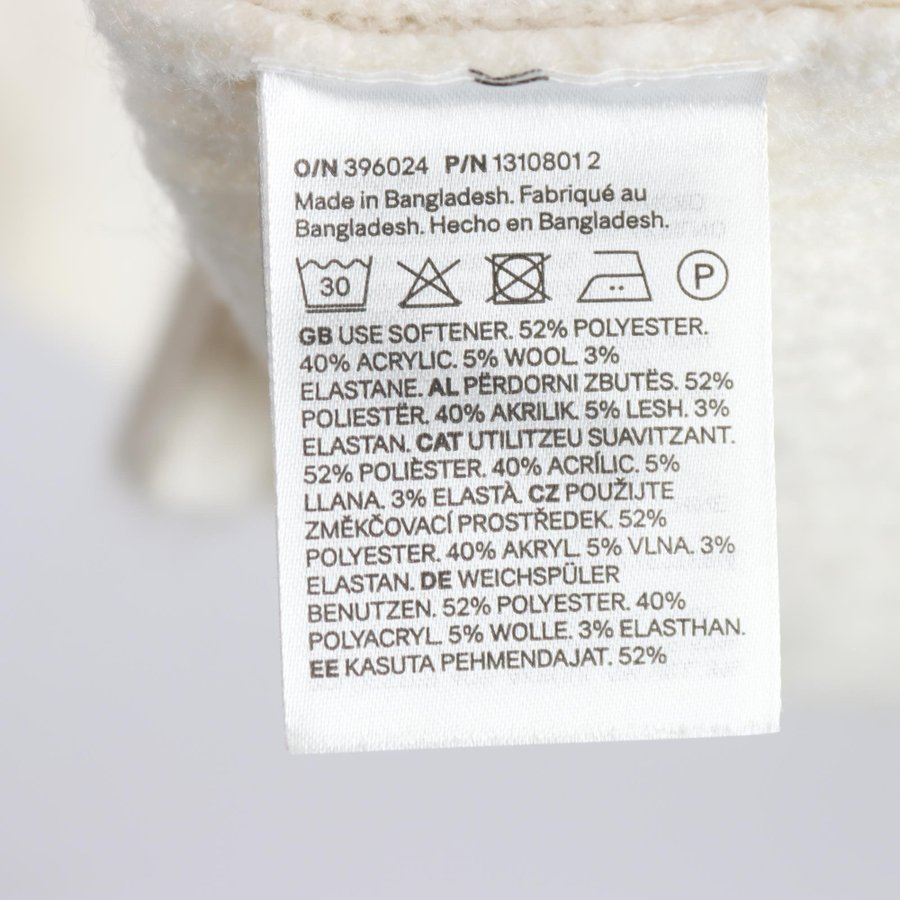 O/N 396024 P/N 1310801 2
Made in Bangladesh. Fabriqué au
Bangladesh. Hecho en Bangladesh.
30 P
GB USE SOFTENER. 52% POLYESTER.
40% ACRYLIC. 5% WOOL. 3%
ELASTANE. AL PËRDORNI ZBUTËS. 52%
POLIESTËR. 40% AKRILIK. 5% LESH. 3%
ELASTAN. CAT UTILITZEU SUAVITZANT.
52% POLIÈSTER. 40% ACRÍLIC. 5%
LLANA. 3% ELASTÀ. CZ POUŽIJTE
ZMĚKČOVACÍ PROSTŘEDEK. 52%
POLYESTER. 40% AKRYL. 5% VLNA. 3%
ELASTAN. DE WEICHSPÜLER
BENUTZEN. 52% POLYESTER. 40%
POLYACRYL. 5% WOLLE. 3% ELASTHAN.
EE KASUTA PEHMENDAJAT. 52%